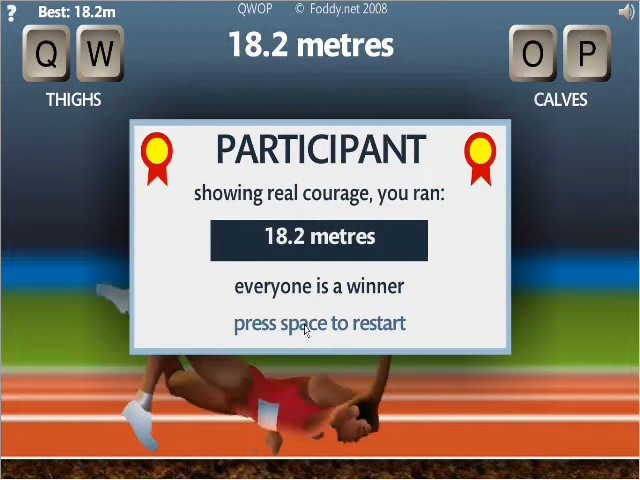 ? Best: 18.2m QWOP © Foddy.net 2008
18.2 metres
Q W O P
THIGHS CALVES
PARTICIPANT
showing real courage, you ran:
18.2 metres
everyone is a winner
press space to restart